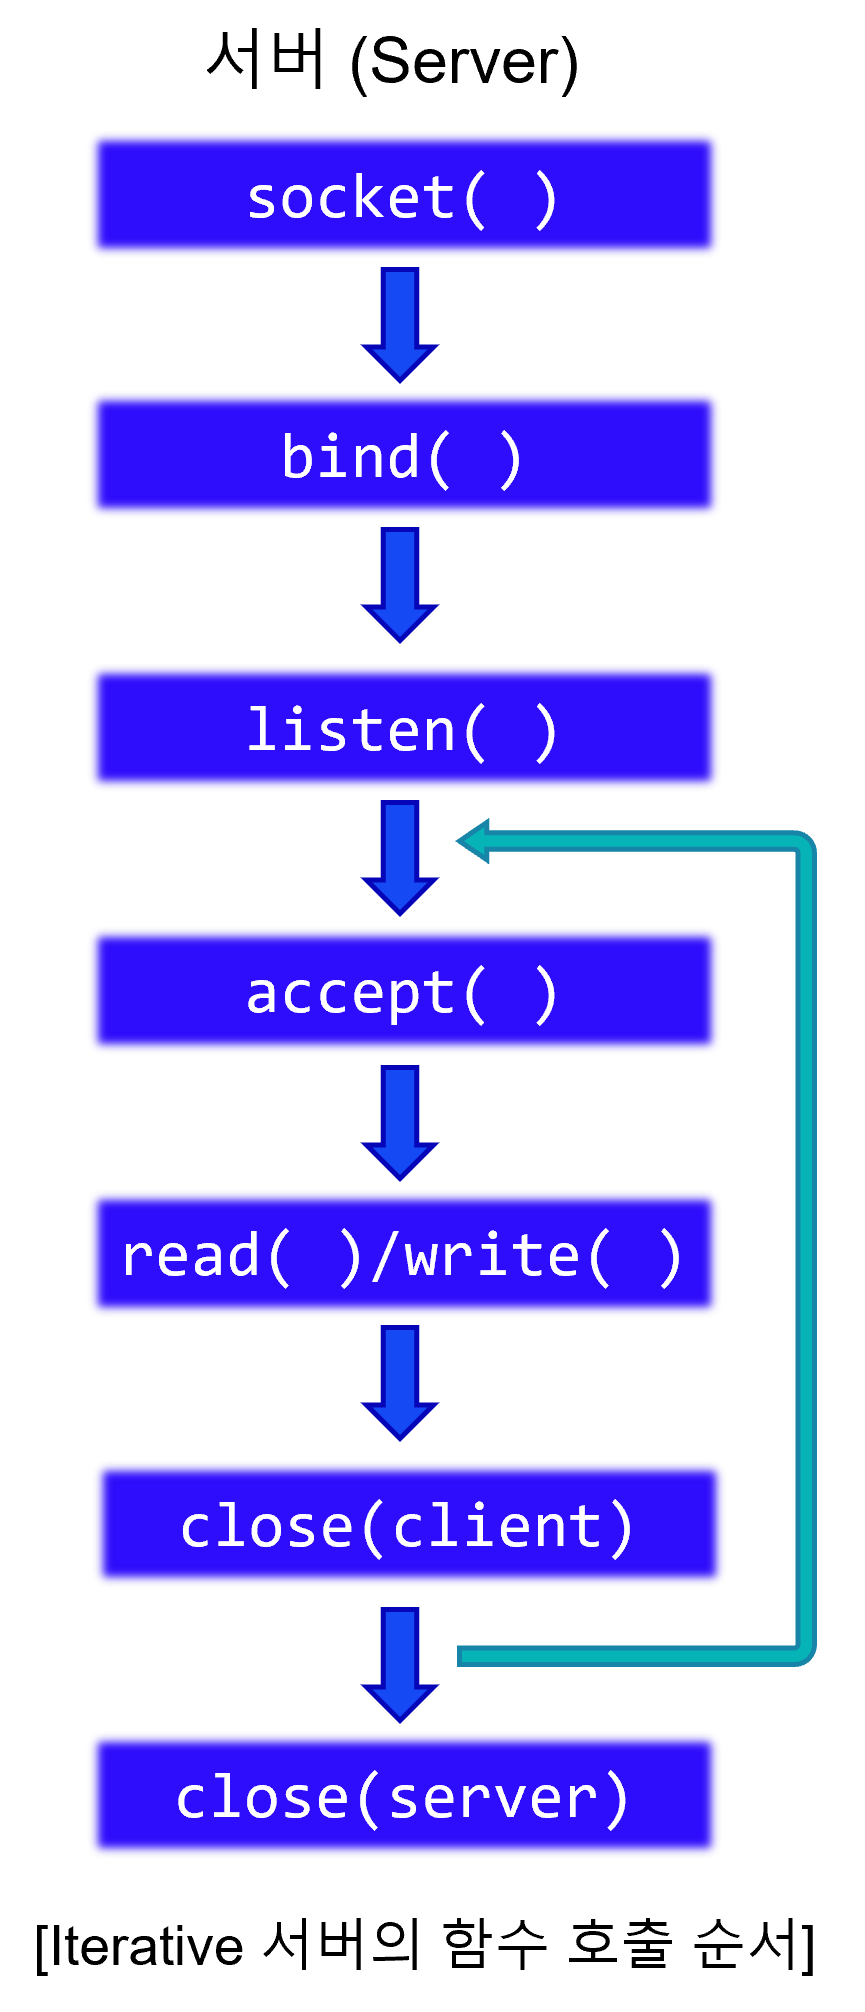 서버 (Server)
socket( )
bind( )
listen( )
accept( )
read( )/write( )
close(client)
close(server)
[Iterative 서버의 함수 호출 순서]